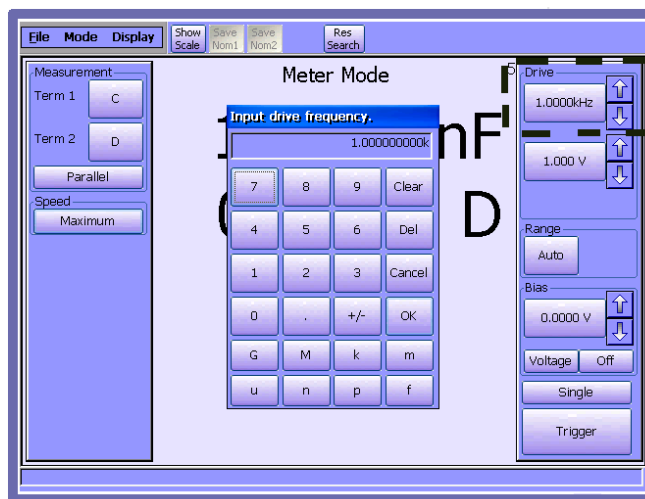 File Mode Display Show Scale Save Nom1 Save Nom2 Res Search
Measurement
Term 1 C
Term 2 D
Parallel
Speed
Maximum
Meter Mode
nF
D
Input drive frequency.
1.000000000k
7 8 9 Clear
4 5 6 Del
1 2 3 Cancel
0 . +/- OK
G M k m
u n p f
5
Drive
1.0000kHz
1.000 V
Range
Auto
Bias
0.0000 V
Voltage Off
Single
Trigger